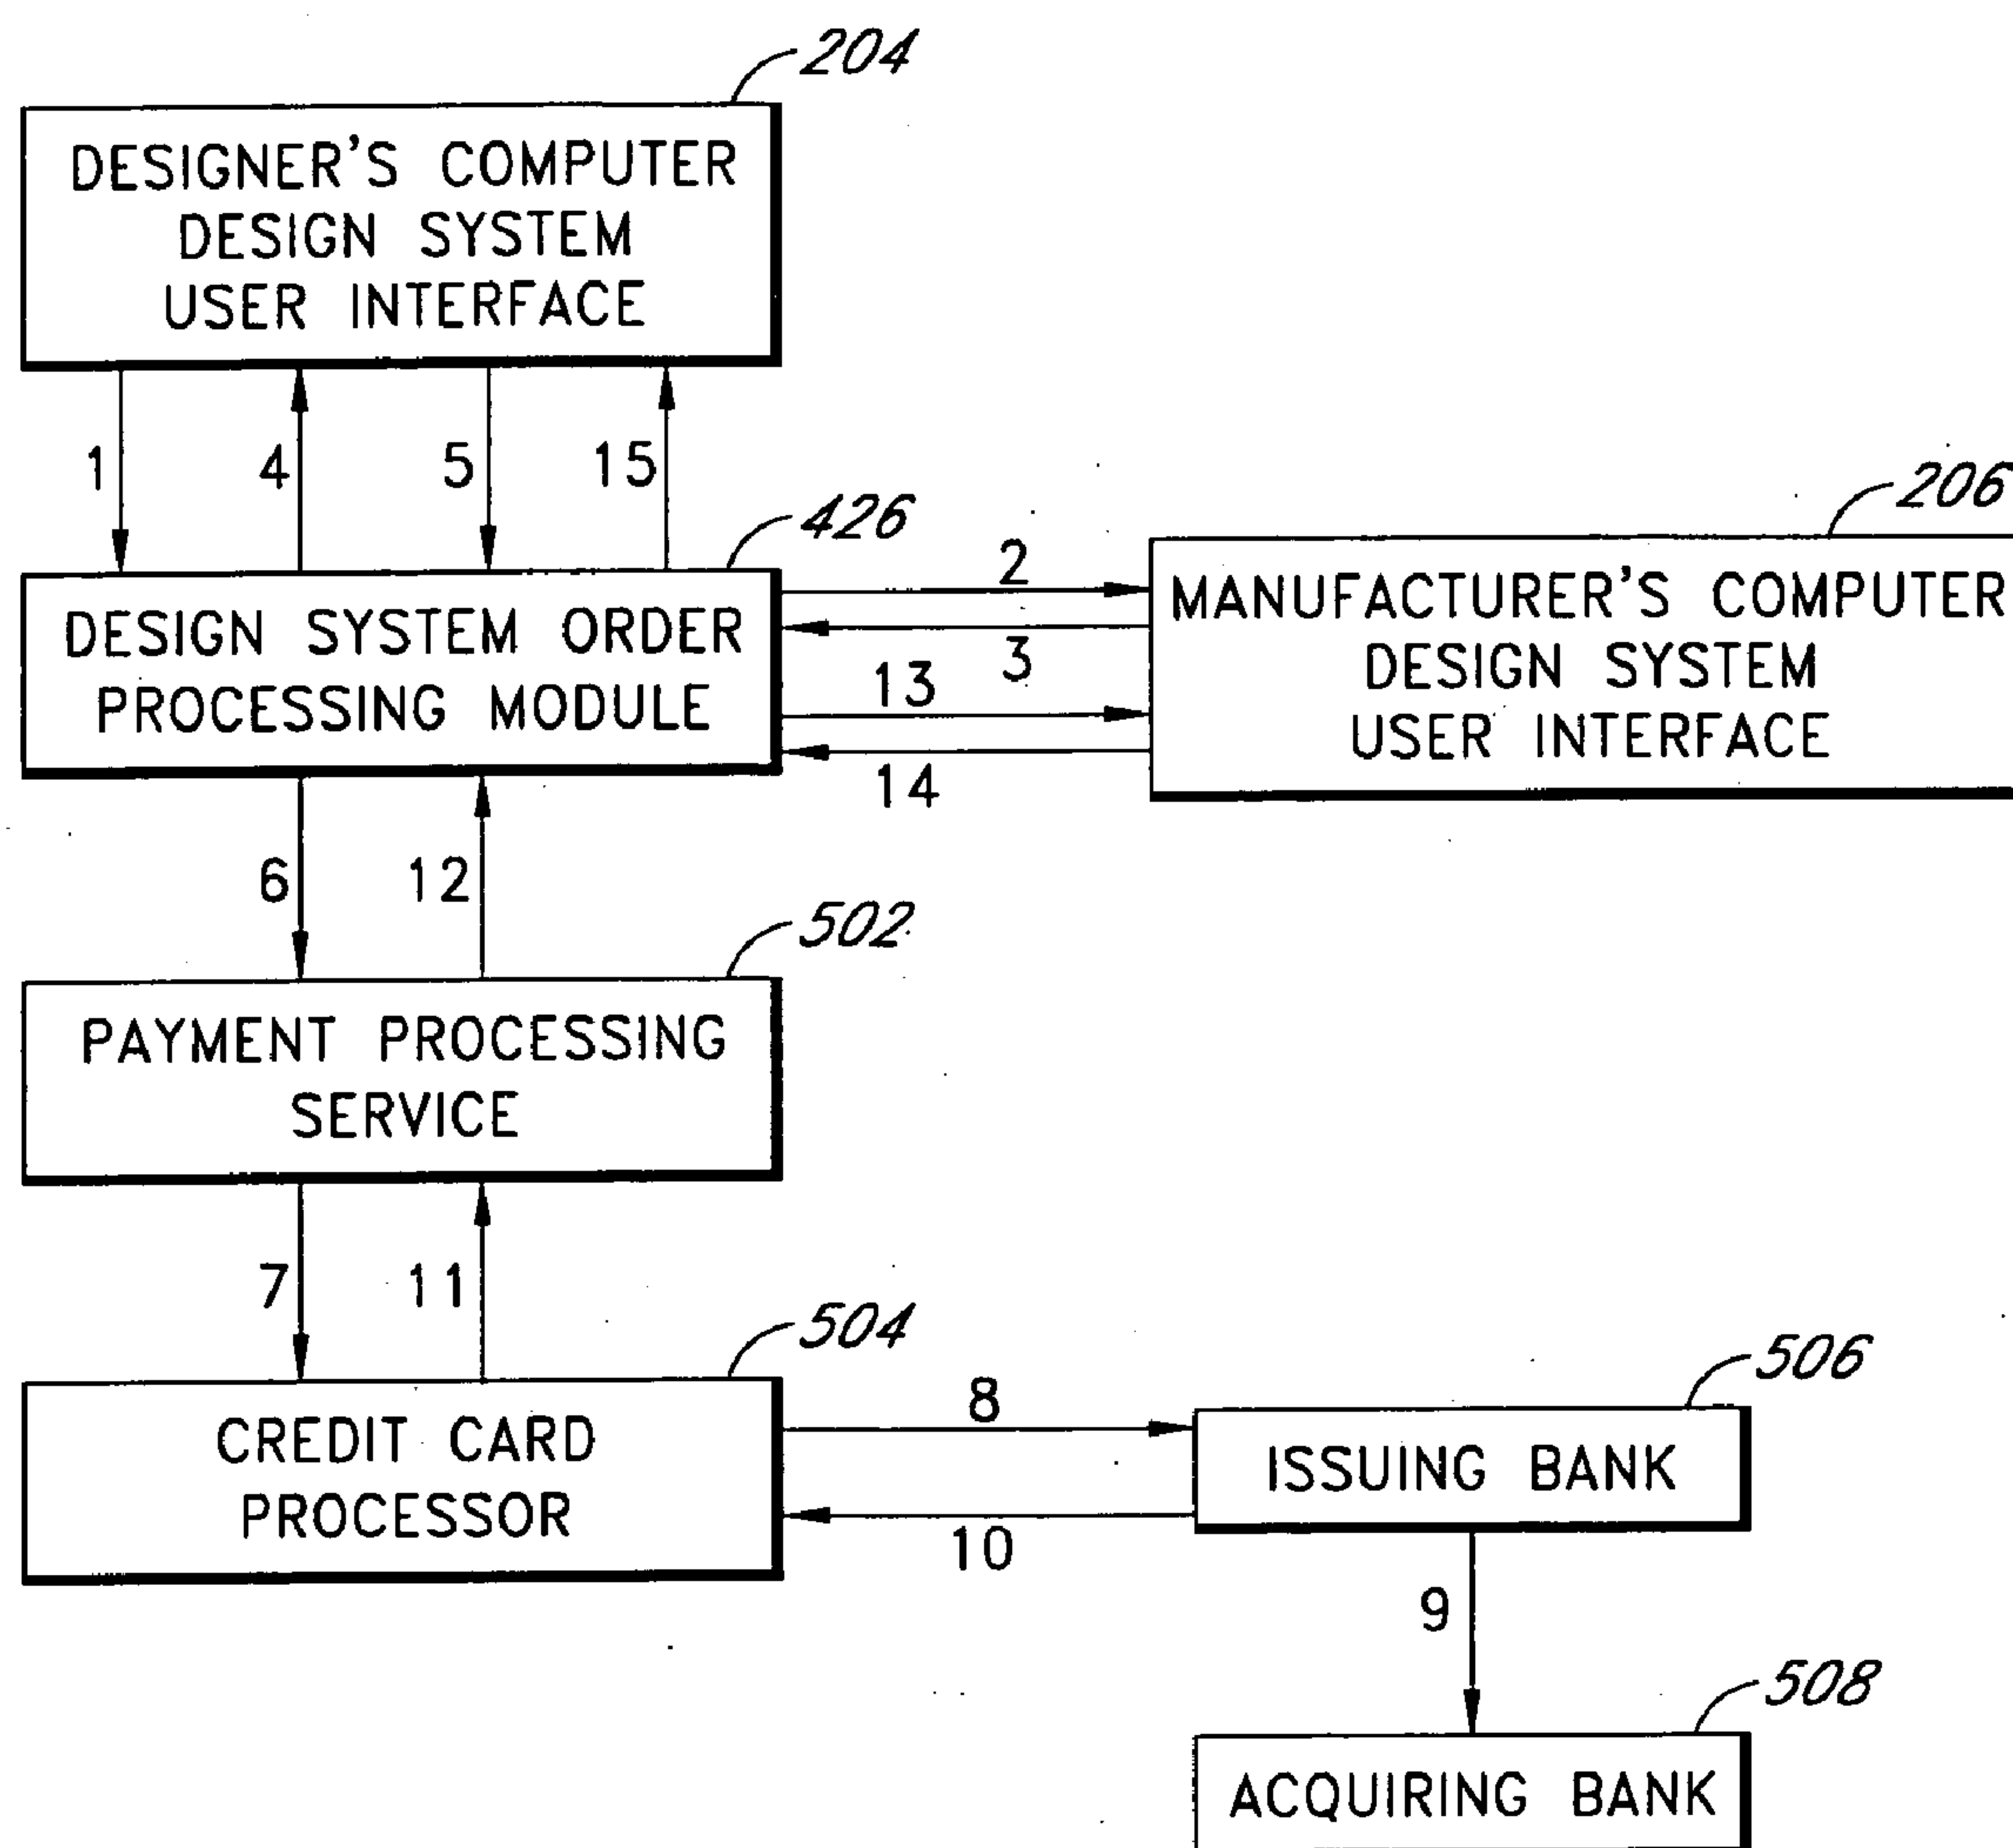 204
DESIGNER'S COMPUTER
DESIGN SYSTEM
USER INTERFACE
1
4
5
15
426
206
DESIGN SYSTEM ORDER
PROCESSING MODULE
2
3
13
14
MANUFACTURER'S COMPUTER
DESIGN SYSTEM
USER INTERFACE
6
12
502
PAYMENT PROCESSING
SERVICE
7
11
504
CREDIT CARD
PROCESSOR
8
10
506
ISSUING BANK
9
508
ACQUIRING BANK